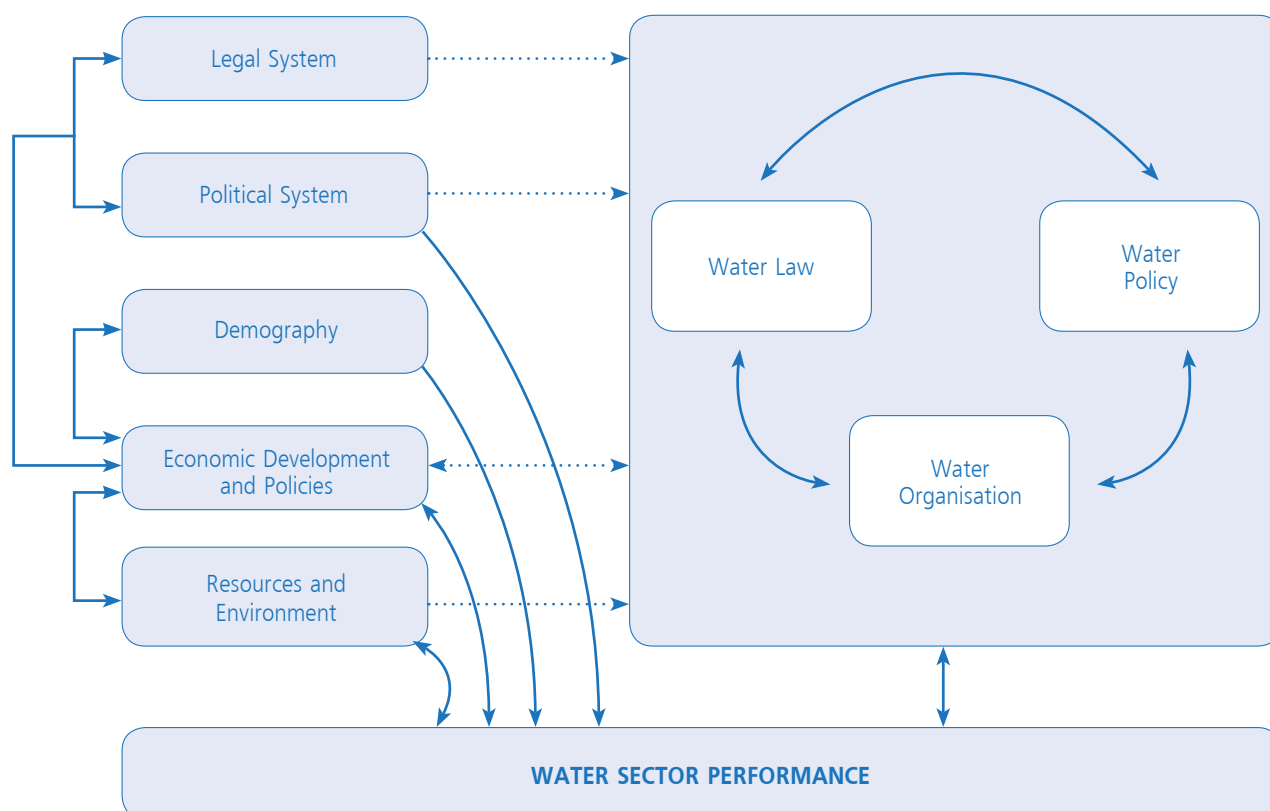 Legal System
Political System
Demography
Economic Development
and Policies
Resources and
Environment
Water Law
Water
Policy
Water
Organisation
WATER SECTOR PERFORMANCE